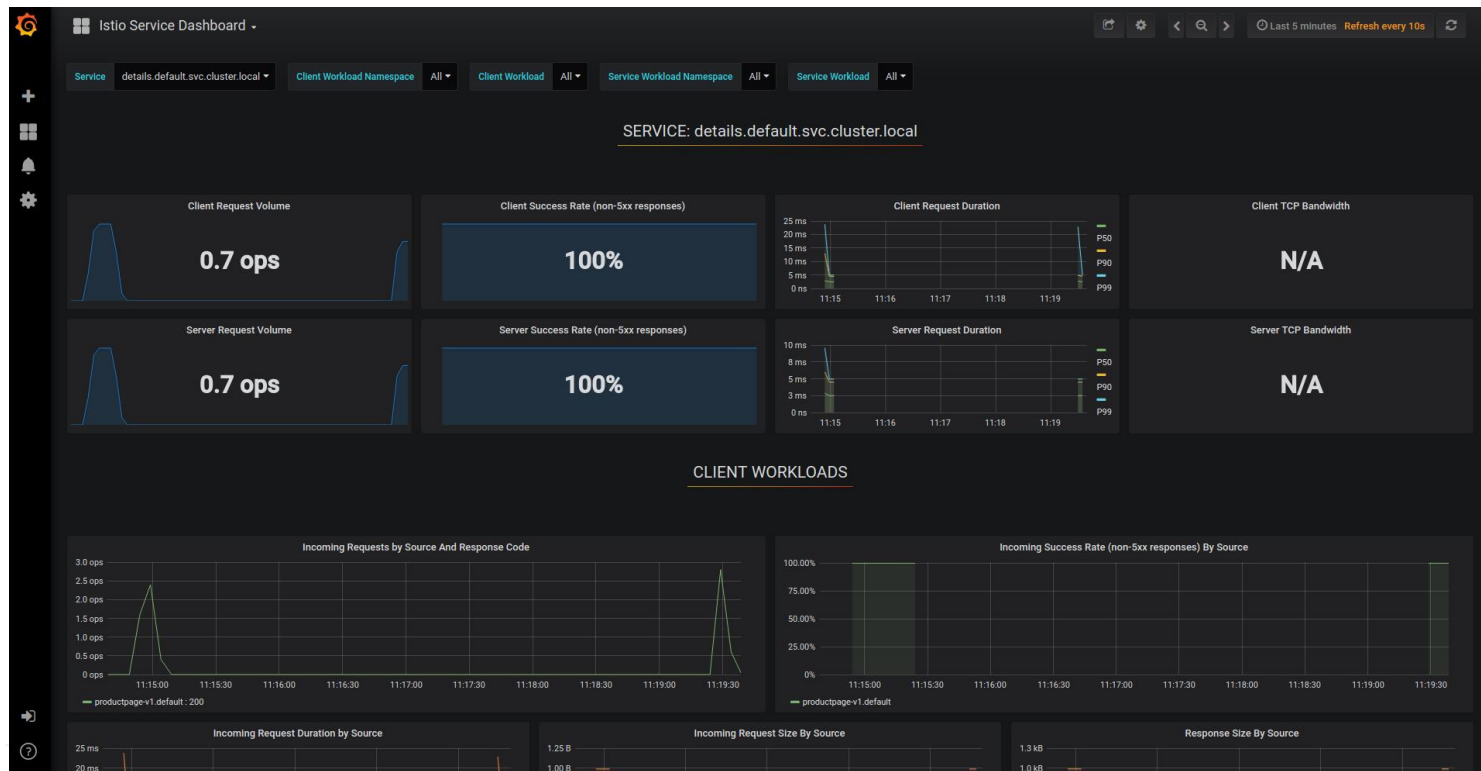 Istio Service Dashboard
Last 5 minutes Refresh every 10s
Service details.default.svc.cluster.local Client Workload Namespace All Client Workload All Service Workload Namespace All Service Workload All
SERVICE: details.default.svc.cluster.local
Client Request Volume
0.7 ops
Client Success Rate (non-5xx responses)
100%
Client Request Duration
25 ms
20 ms
15 ms
10 ms
5 ms
0 ns
11:15 11:16 11:17 11:18 11:19
P50
P90
P99
Client TCP Bandwidth
N/A
Server Request Volume
0.7 ops
Server Success Rate (non-5xx responses)
100%
Server Request Duration
10 ms
8 ms
5 ms
3 ms
0 ns
11:15 11:16 11:17 11:18 11:19
P50
P90
P99
Server TCP Bandwidth
N/A
CLIENT WORKLOADS
Incoming Requests by Source And Response Code
3.0 ops
2.5 ops
2.0 ops
1.5 ops
1.0 ops
0.5 ops
0 ops
11:15:00 11:15:30 11:16:00 11:16:30 11:17:00 11:17:30 11:18:00 11:18:30 11:19:00 11:19:30
productpage-v1.default : 200
Incoming Success Rate (non-5xx responses) By Source
100.00%
75.00%
50.00%
25.00%
0%
11:15:00 11:15:30 11:16:00 11:16:30 11:17:00 11:17:30 11:18:00 11:18:30 11:19:00 11:19:30
productpage-v1.default
Incoming Request Duration by Source
25 ms
20 ms
Incoming Request Size By Source
1.25 B
1.00 B
Response Size By Source
1.3 kB
1.0 kB